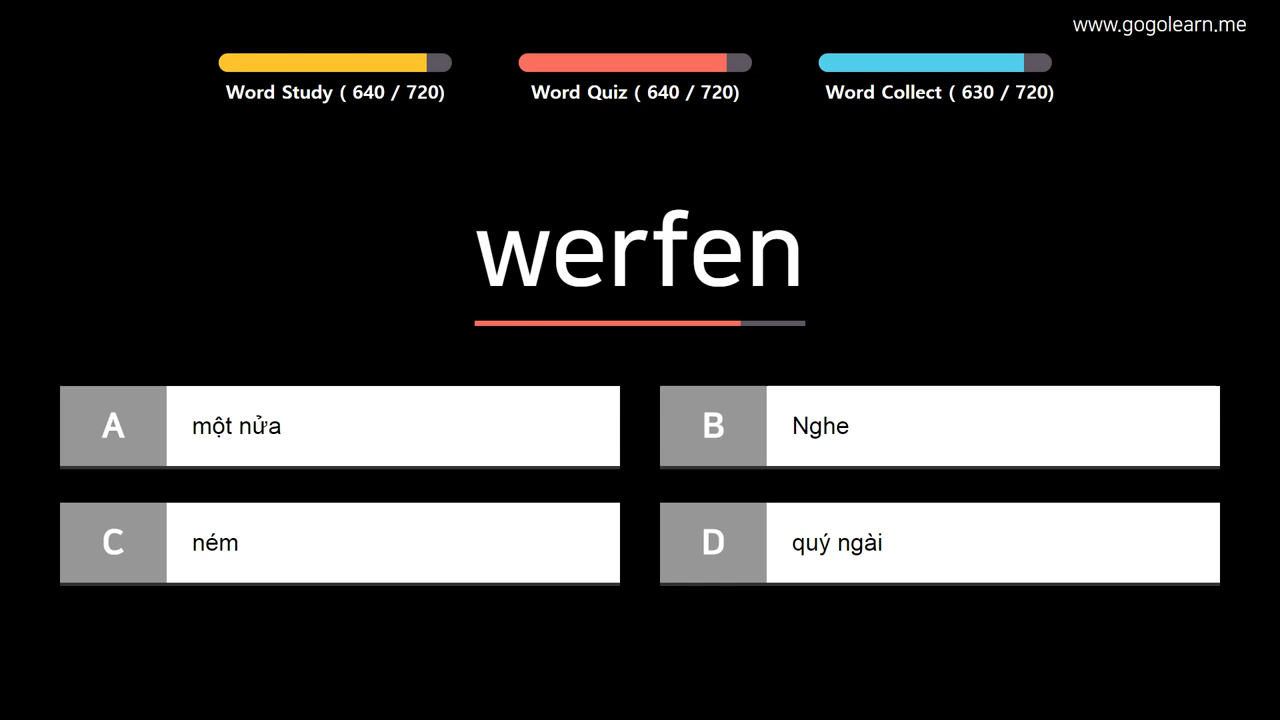 www.gogolearn.me
Word Study ( 640 / 720)
Word Quiz ( 640 / 720)
Word Collect ( 630 / 720)
werfen
A
một nửa
B
Nghe
C
ném
D
quý ngài